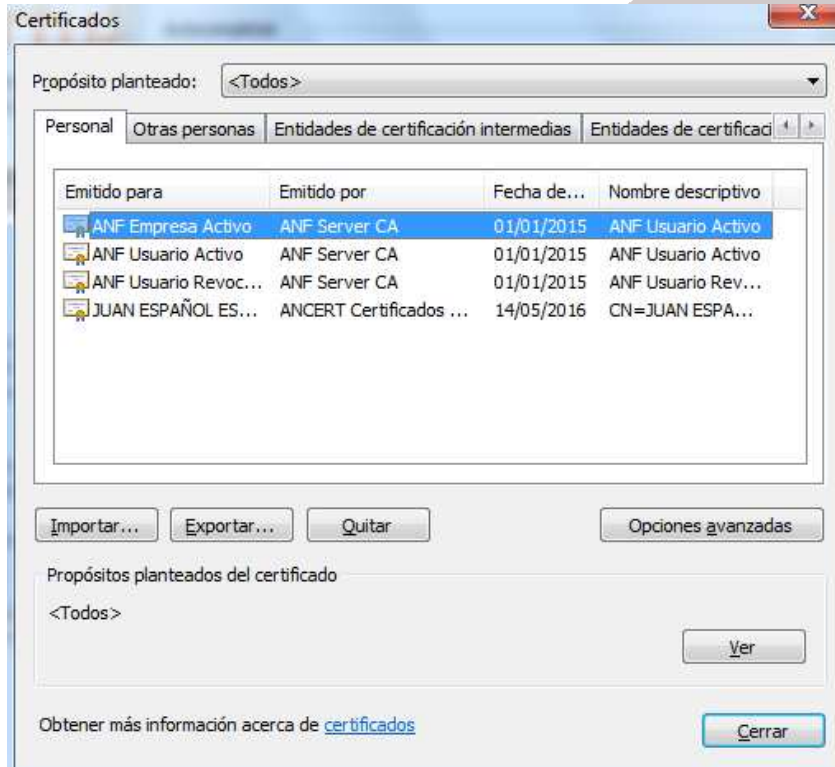 Certificados
Propósito planteado: <Todos>
Personal Otras personas Entidades de certificación intermedias Entidades de certificaci
Emitido para Emitido por Fecha de... Nombre descriptivo
ANF Empresa Activo ANF Server CA 01/01/2015 ANF Usuario Activo
ANF Usuario Activo ANF Server CA 01/01/2015 ANF Usuario Activo
ANF Usuario Revoc... ANF Server CA 01/01/2015 ANF Usuario Rev...
JUAN ESPAÑOL ES... ANCERT Certificados ... 14/05/2016 CN=JUAN ESPA...
Importar... Exportar... Quitar Opciones avanzadas
Propósitos planteados del certificado
<Todos>
Ver
Obtener más información acerca de certificados
Cerrar